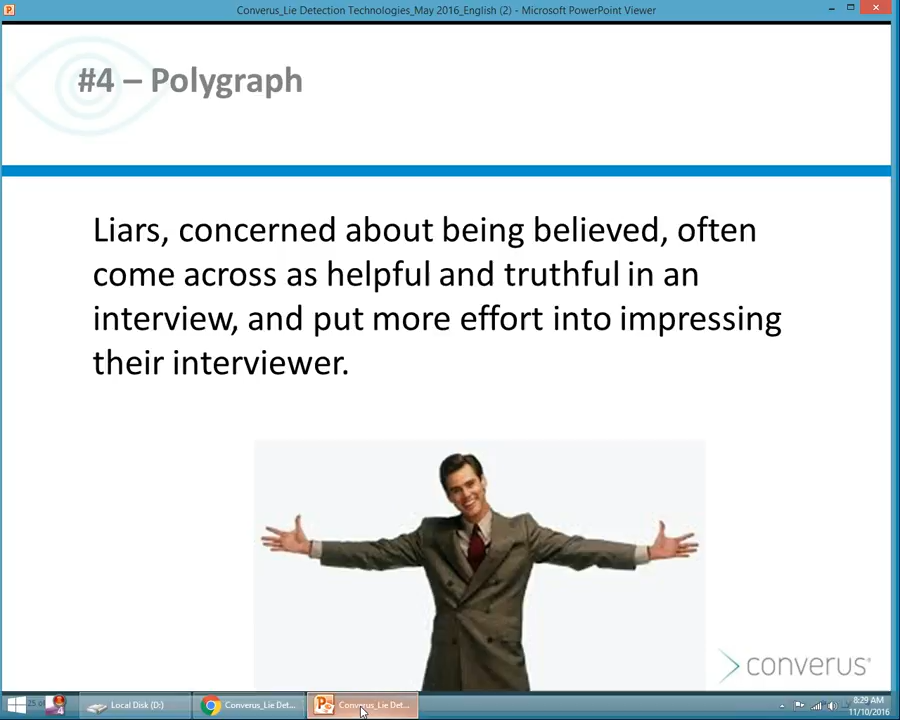 Converus_Lie Detection Technologies_May 2016_English (2) - Microsoft PowerPoint Viewer
#4 – Polygraph
Liars, concerned about being believed, often
come across as helpful and truthful in an
interview, and put more effort into impressing
their interviewer.
converus®
Local Disk (D:)
Converus_Lie Det...
Converus_Lie Det...
8:29 AM
11/10/2016